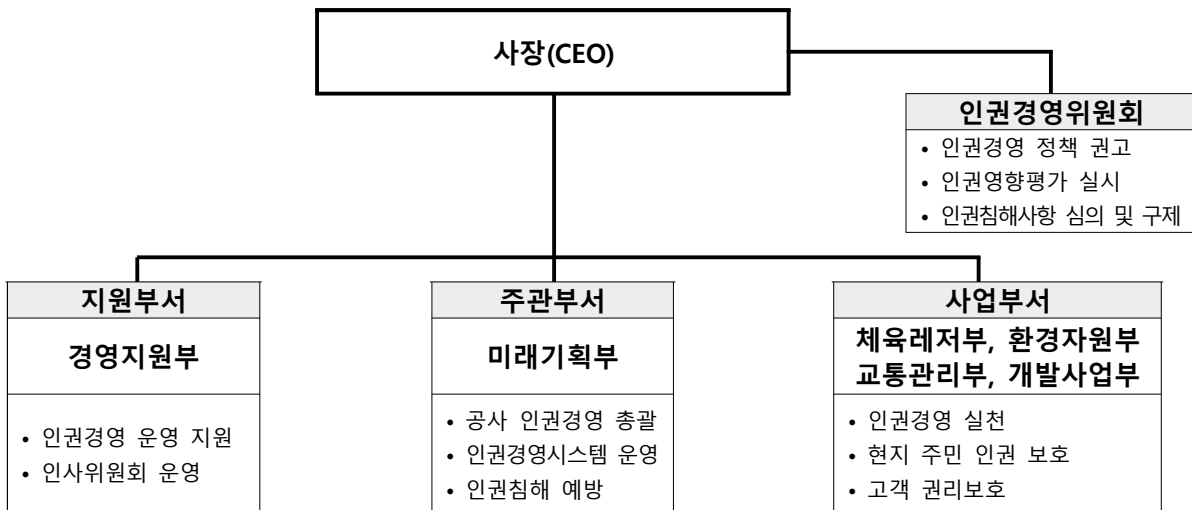 사장(CEO)
인권경영위원회
• 인권경영 정책 권고
• 인권영향평가 실시
• 인권침해사항 심의 및 구제
지원부서
경영지원부
• 인권경영 운영 지원
• 인사위원회 운영
주관부서
미래기획부
• 공사 인권경영 총괄
• 인권경영시스템 운영
• 인권침해 예방
사업부서
체육레저부, 환경자원부
교통관리부, 개발사업부
• 인권경영 실천
• 현지 주민 인권 보호
• 고객 권리보호